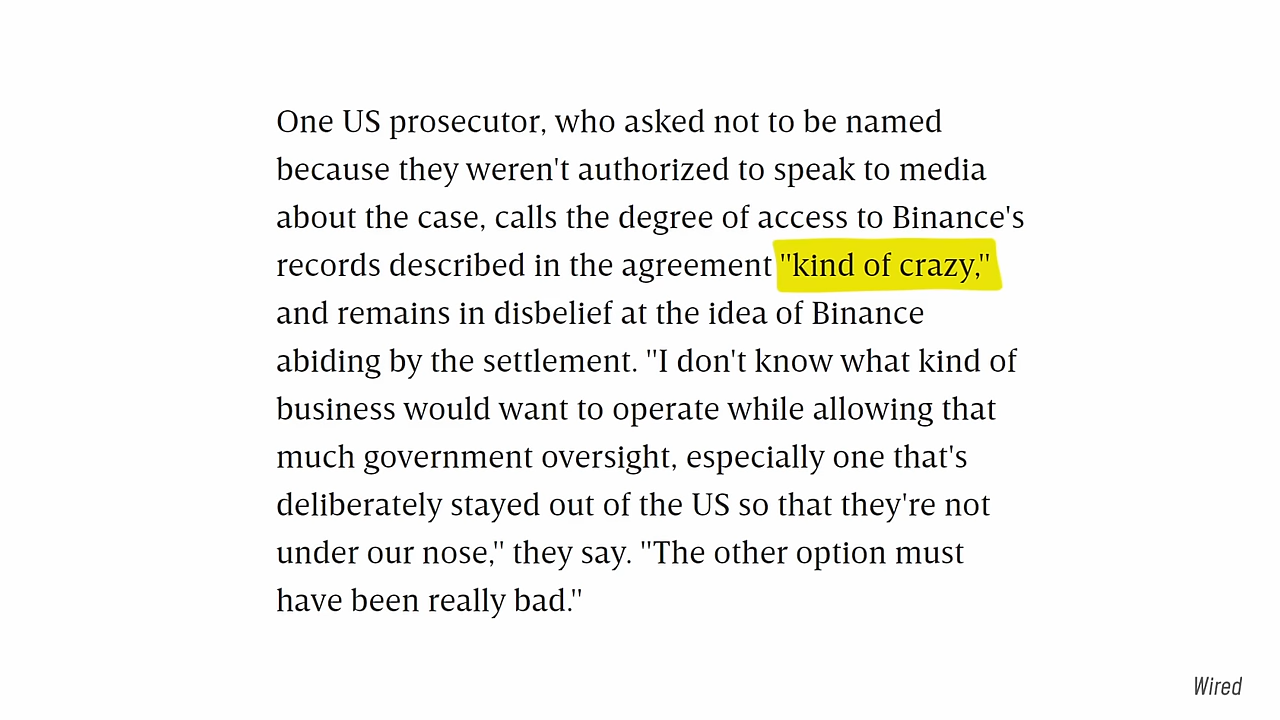 One US prosecutor, who asked not to be named
because they weren't authorized to speak to media
about the case, calls the degree of access to Binance's
records described in the agreement "kind of crazy,"
and remains in disbelief at the idea of Binance
abiding by the settlement. "I don't know what kind of
business would want to operate while allowing that
much government oversight, especially one that's
deliberately stayed out of the US so that they're not
under our nose," they say. "The other option must
have been really bad."
Wired